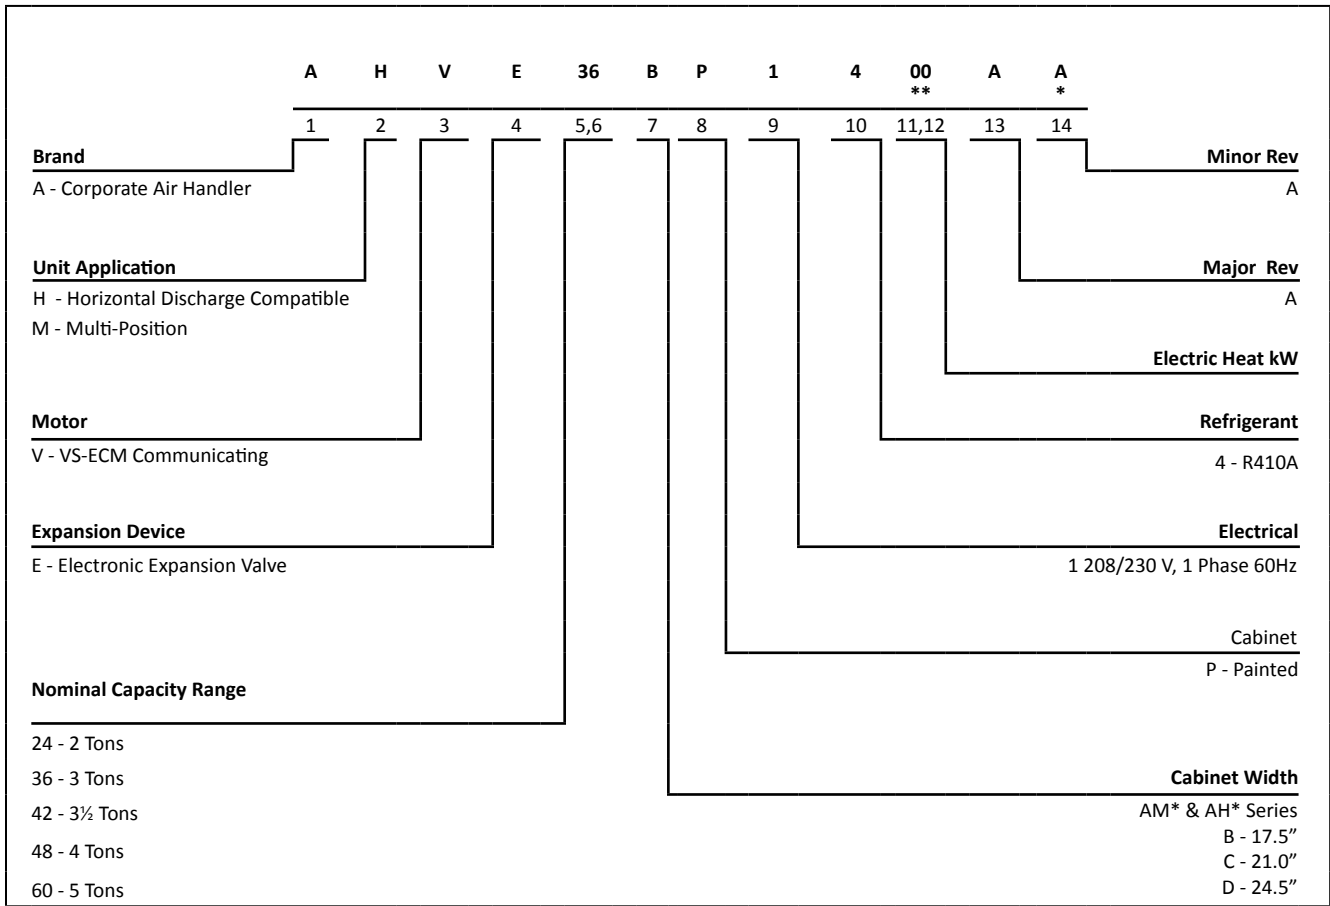 A H V E 36 B P 1 4 00 A A
** *
1 2 3 4 5,6 7 8 9 10 11,12 13 14
Brand
A - Corporate Air Handler
Unit Application
H - Horizontal Discharge Compatible
M - Multi-Position
Motor
V - VS-ECM Communicating
Expansion Device
E - Electronic Expansion Valve
Nominal Capacity Range
24 - 2 Tons
36 - 3 Tons
42 - 3½ Tons
48 - 4 Tons
60 - 5 Tons
Minor Rev
A
Major Rev
A
Electric Heat kW
Refrigerant
4 - R410A
Electrical
1 208/230 V, 1 Phase 60Hz
Cabinet
P - Painted
Cabinet Width
AM* & AH* Series
B - 17.5”
C - 21.0”
D - 24.5”